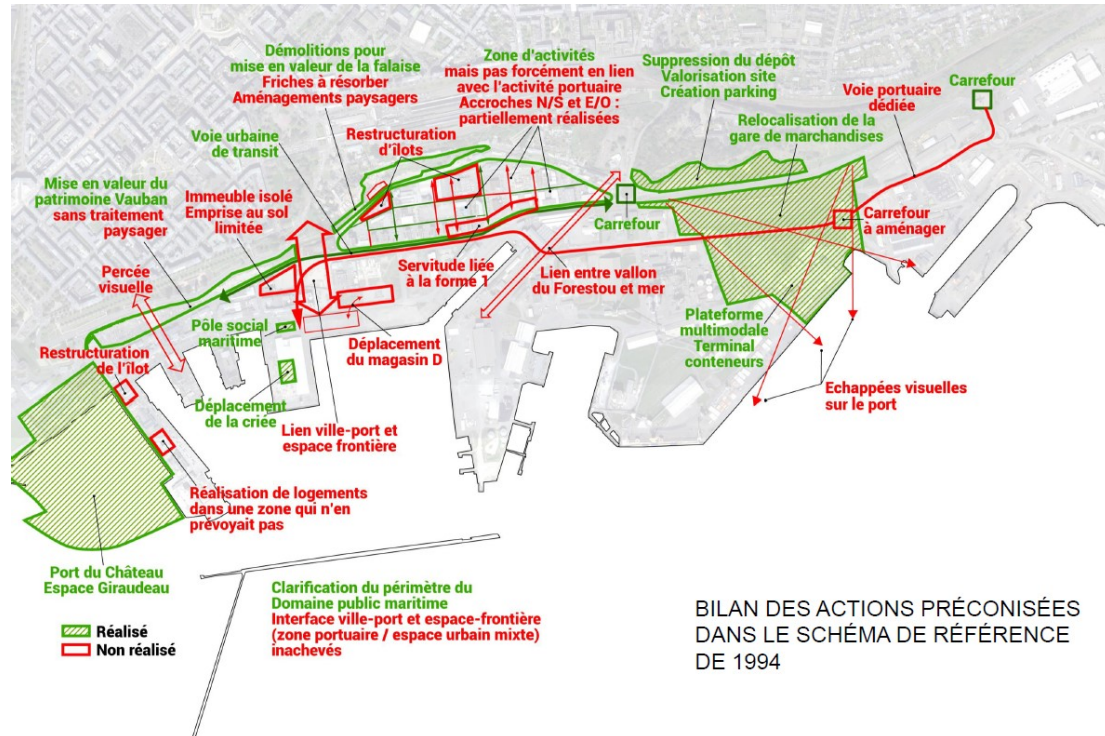 Démolitions pour
mise en valeur de la falaise
Friches à résorber
Aménagements paysagers
Zone d'activités
mais pas forcément en lien
avec l'activité portuaire
Accroches N/S et E/O :
partiellement réalisées
Suppression du dépôt
Valorisation site
Création parking
Carrefour
Voie portuaire
dédiée
Relocalisation de la
gare de marchandises
Voie urbaine
de transit
Restructuration
d'îlots
Mise en valeur du
patrimoine Vauban
sans traitement
paysager
Immeuble isolé
Emprise au sol
limitée
Carrefour
Carrefour
à aménager
Percée
visuelle
Servitude liée
à la forme 1
Lien entre vallon
du Forestou et mer
Pôle social
maritime
Plateforme
multimodale
Terminal
conteneurs
Restructuration
de l'îlot
Déplacement
du magasin D
Echappées visuelles
sur le port
Déplacement
de la criée
Lien ville-port et
espace frontière
Réalisation de logements
dans une zone qui n'en
prévoyait pas
Port du Château
Espace Giraudeau
Clarification du périmètre du
Domaine public maritime
Interface ville-port et espace-frontière
(zone portuaire / espace urbain mixte)
inachevés
Réalisé
Non réalisé
BILAN DES ACTIONS PRÉCONISÉES
DANS LE SCHÉMA DE RÉFÉRENCE
DE 1994